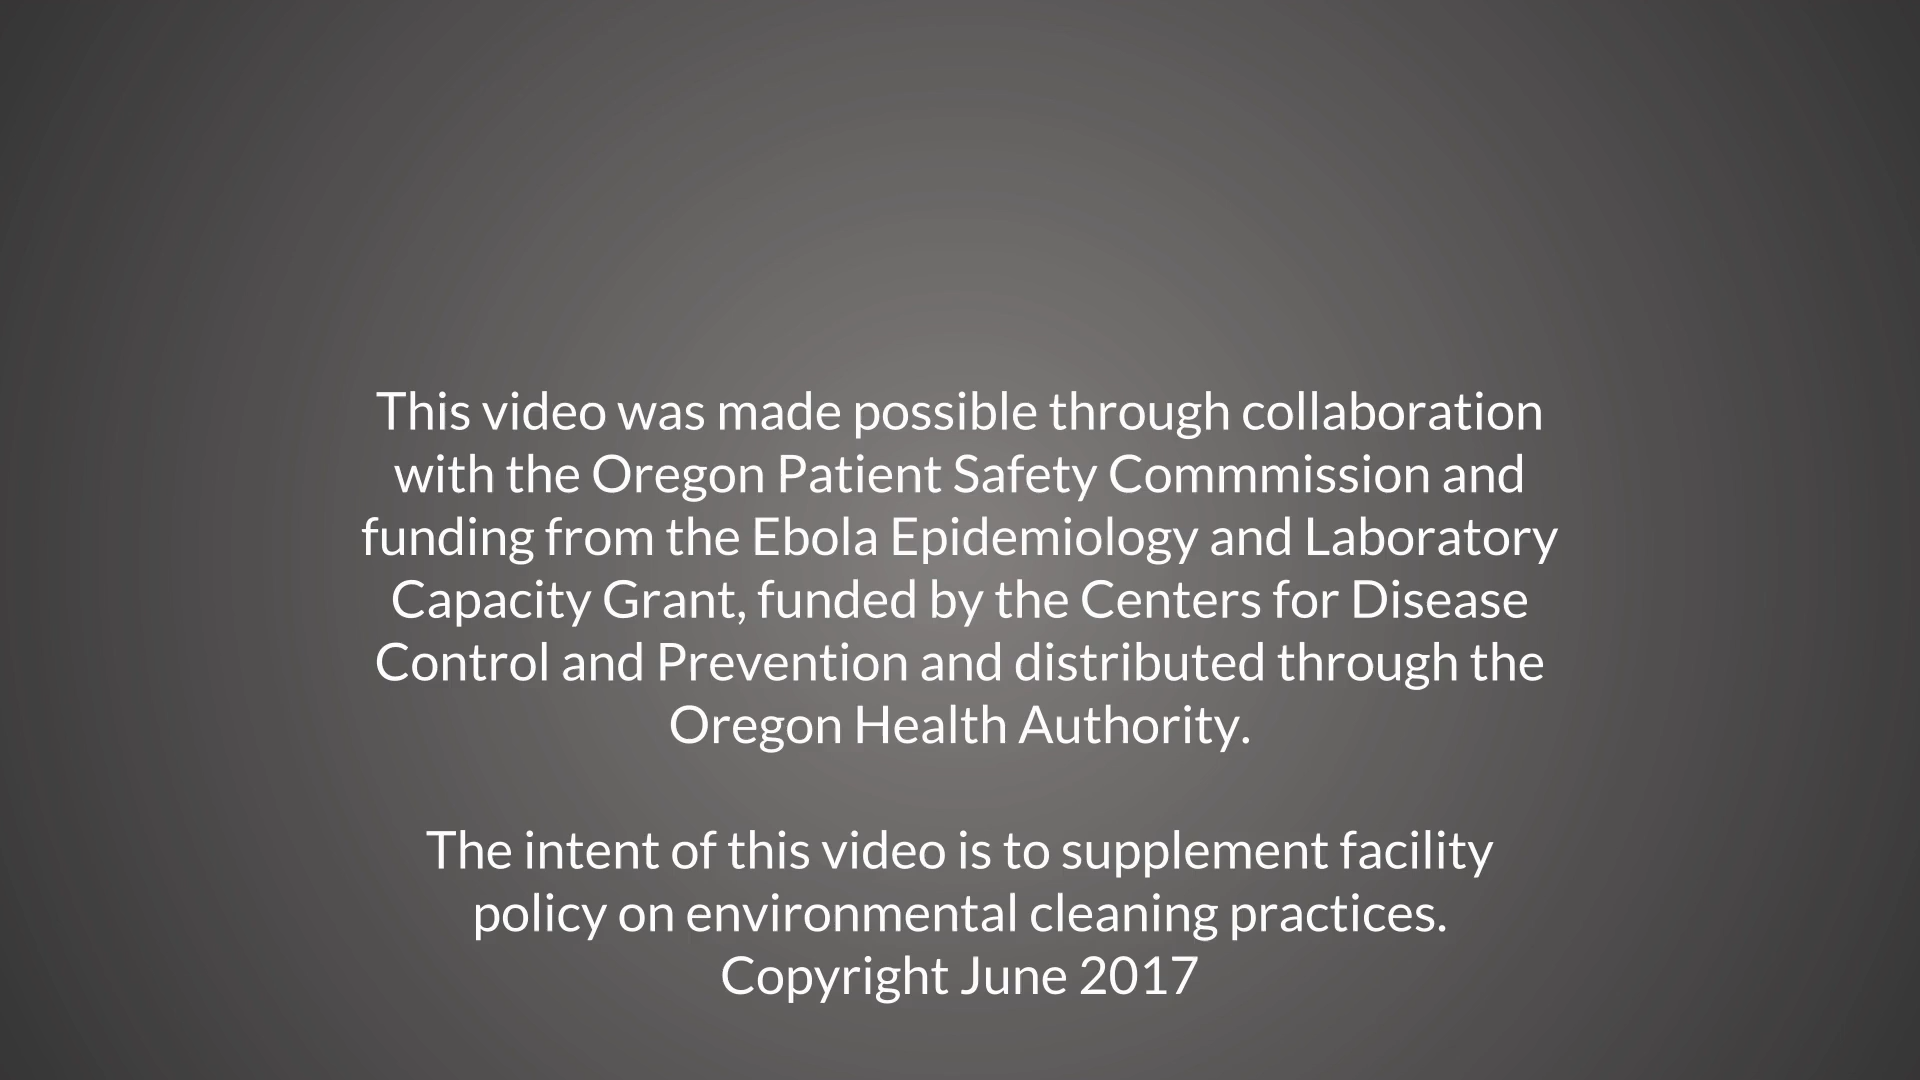 This video was made possible through collaboration
with the Oregon Patient Safety Commmission and
funding from the Ebola Epidemiology and Laboratory
Capacity Grant, funded by the Centers for Disease
Control and Prevention and distributed through the
Oregon Health Authority.
The intent of this video is to supplement facility
policy on environmental cleaning practices.
Copyright June 2017